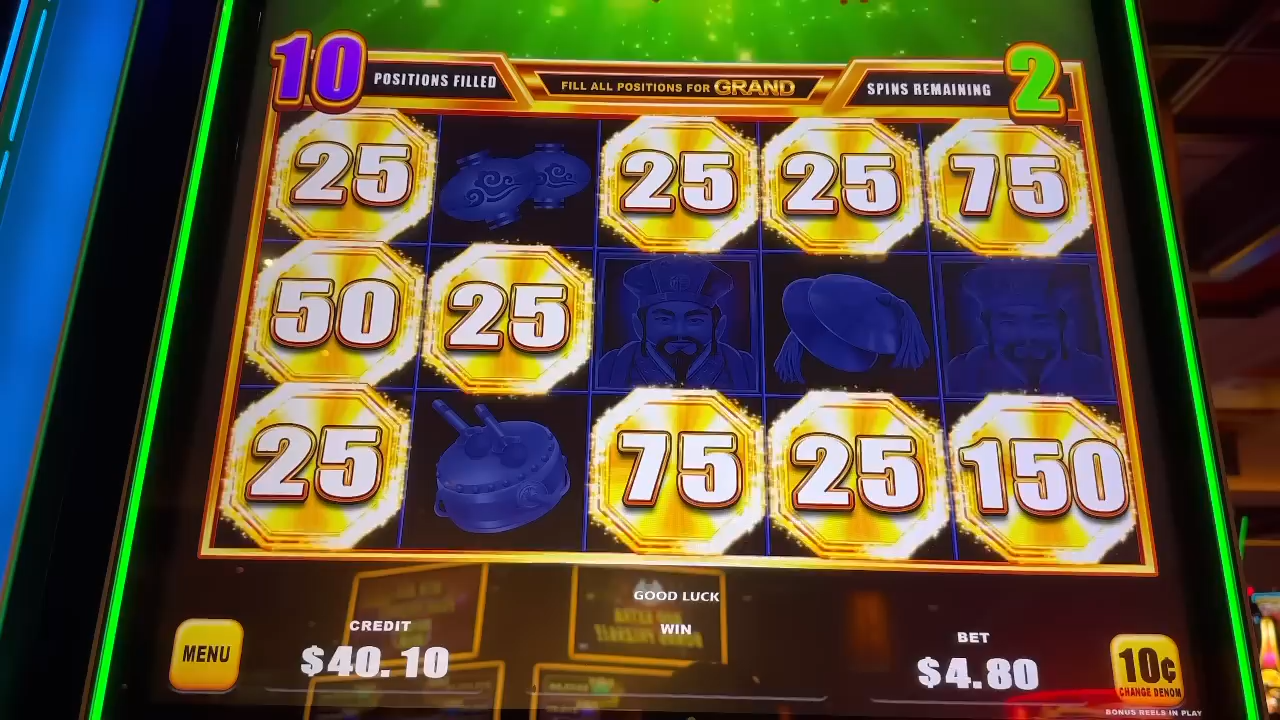 10 POSITIONS FILLED
FILL ALL POSITIONS FOR GRAND
SPINS REMAINING 2
25 25 25 75
50 25
25 75 25 150
GOOD LUCK
WIN
MENU
CREDIT
$40.10
BET
$4.80
10¢
CHANGE DENOM
BONUS REELS IN PLAY